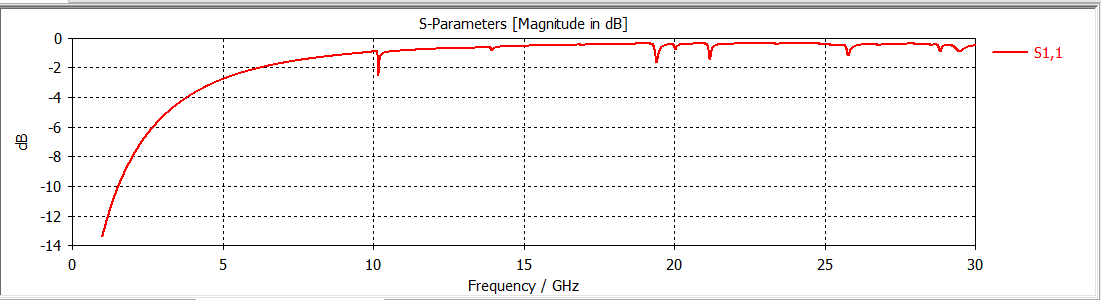 S-Parameters [Magnitude in dB]
0
-2
-4
-6
-8
-10
-12
-14
dB
0 5 10 15 20 25 30
Frequency / GHz
S1,1